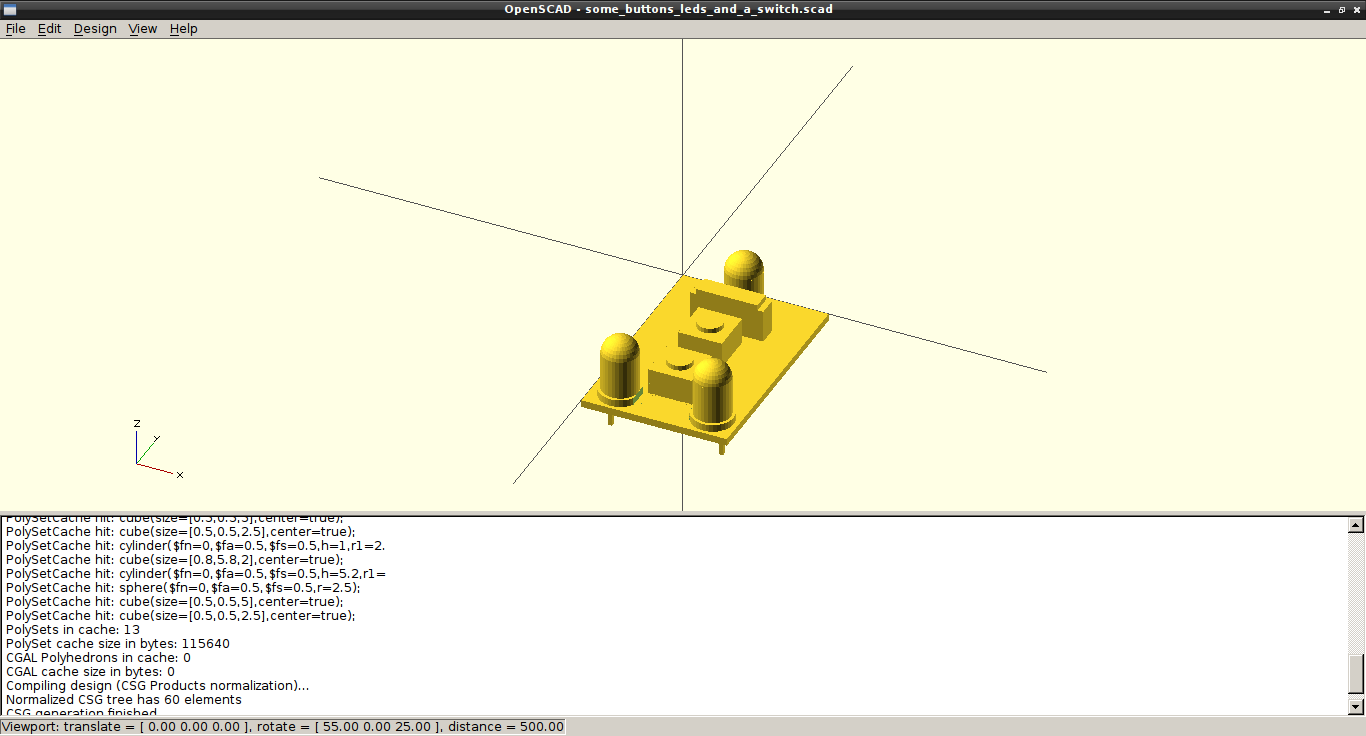 OpenSCAD - some_buttons_leds_and_a_switch.scad
File Edit Design View Help
Z
Y
X
PolySetCache hit: cube(size=[0.5,0.5,5],center=true);
PolySetCache hit: cube(size=[0.5,0.5,2.5],center=true);
PolySetCache hit: cylinder($fn=0,$fa=0.5,$fs=0.5,h=1,r1=2.
PolySetCache hit: cube(size=[0.8,5.8,2],center=true);
PolySetCache hit: cylinder($fn=0,$fa=0.5,$fs=0.5,h=5.2,r1=
PolySetCache hit: sphere($fn=0,$fa=0.5,$fs=0.5,r=2.5);
PolySetCache hit: cube(size=[0.5,0.5,5],center=true);
PolySetCache hit: cube(size=[0.5,0.5,2.5],center=true);
PolySets in cache: 13
PolySet cache size in bytes: 115640
CGAL Polyhedrons in cache: 0
CGAL cache size in bytes: 0
Compiling design (CSG Products normalization)...
Normalized CSG tree has 60 elements
CSG generation finished
Viewport: translate = [ 0.00 0.00 0.00 ], rotate = [ 55.00 0.00 25.00 ], distance = 500.00